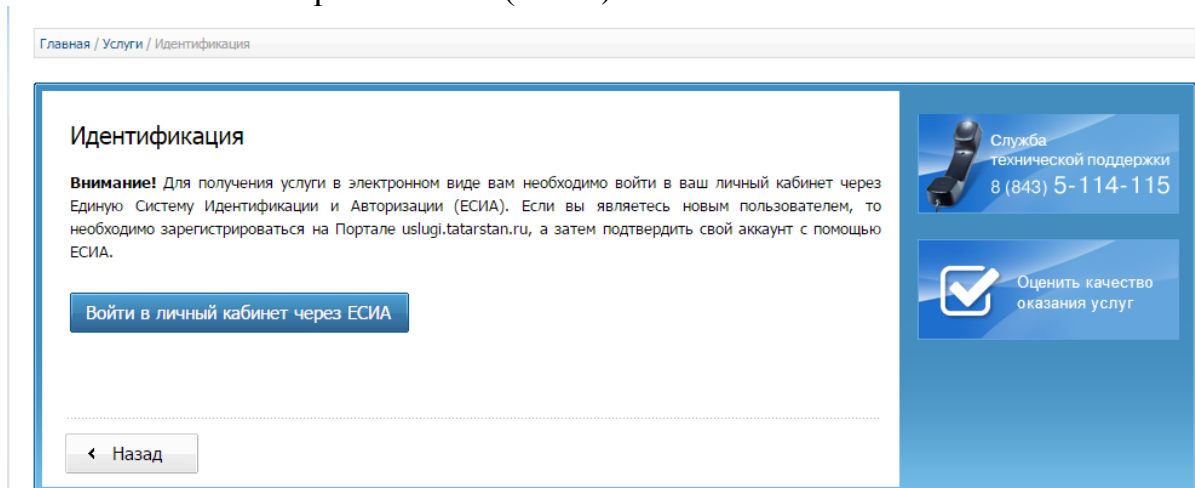 Главная / Услуги / Идентификация
Идентификация
Внимание! Для получения услуги в электронном виде вам необходимо войти в ваш личный кабинет через
Единую Систему Идентификации и Авторизации (ЕСИА). Если вы являетесь новым пользователем, то
необходимо зарегистрироваться на Портале uslugi.tatarstan.ru, а затем подтвердить свой аккаунт с помощью
ЕСИА.
Войти в личный кабинет через ЕСИА
Назад
Служба
технической поддержки
8 (843) 5-114-115
Оценить качество
оказания услуг